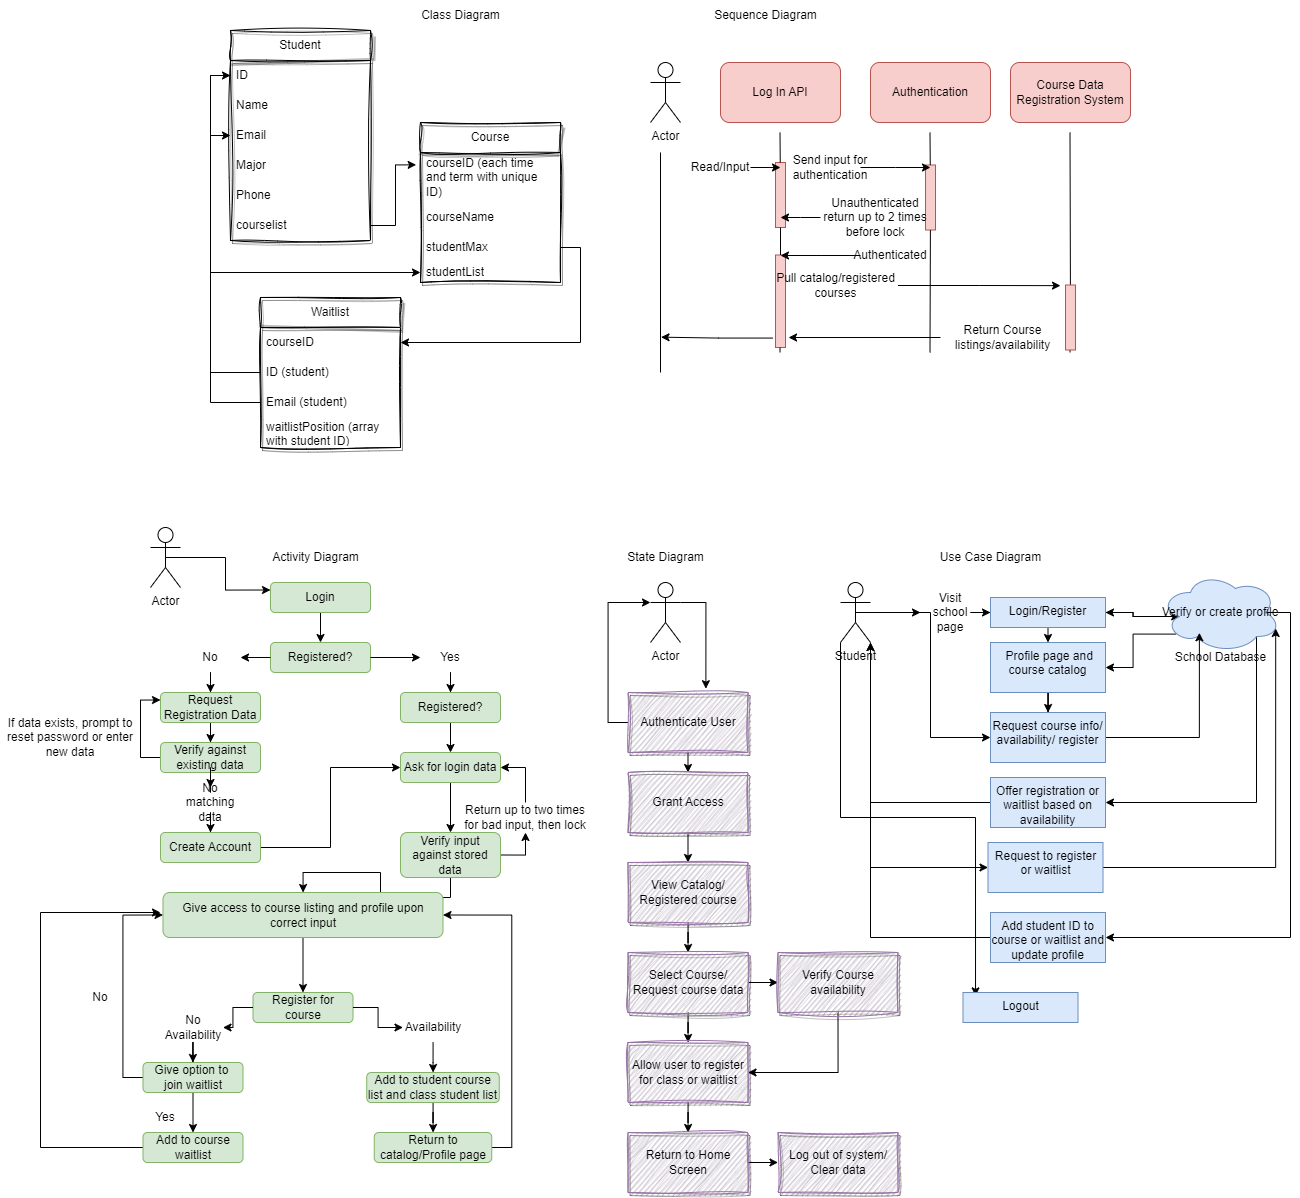 Class Diagram
Student
ID
Name
Email
Major
Phone
courselist
Course
courseID (each time
and term with unique
ID)
courseName
studentMax
studentList
Waitlist
courseID
ID (student)
Email (student)
waitlistPosition (array
with student ID)
Sequence Diagram
Actor
Log In API
Authentication
Course Data
Registration System
Read/Input
Send input for
authentication
Unauthenticated
return up to 2 times
before lock
Authenticated
Pull catalog/registered
courses
Return Course
listings/availability
Activity Diagram
Actor
Login
Registered?
No
Yes
Request
Registration Data
If data exists, prompt to
reset password or enter
new data
Verify against
existing data
No
matching
data
Create Account
Registered?
Ask for login data
Return up to two times
for bad input, then lock
Verify input
against stored
data
Give access to course listing and profile upon
correct input
No
Register for
course
No
Availability
Availability
Give option to
join waitlist
Yes
Add to course
waitlist
Add to student course
list and class student list
Return to
catalog/Profile page
State Diagram
Actor
Authenticate User
Grant Access
View Catalog/
Registered course
Select Course/
Request course data
Verify Course
availability
Allow user to register
for class or waitlist
Return to Home
Screen
Log out of system/
Clear data
Use Case Diagram
Student
Visit
school
page
Login/Register
Verify or create profile
School Database
Profile page and
course catalog
Request course info/
availability/ register
Offer registration or
waitlist based on
availability
Request to register
or waitlist
Add student ID to
course or waitlist and
update profile
Logout